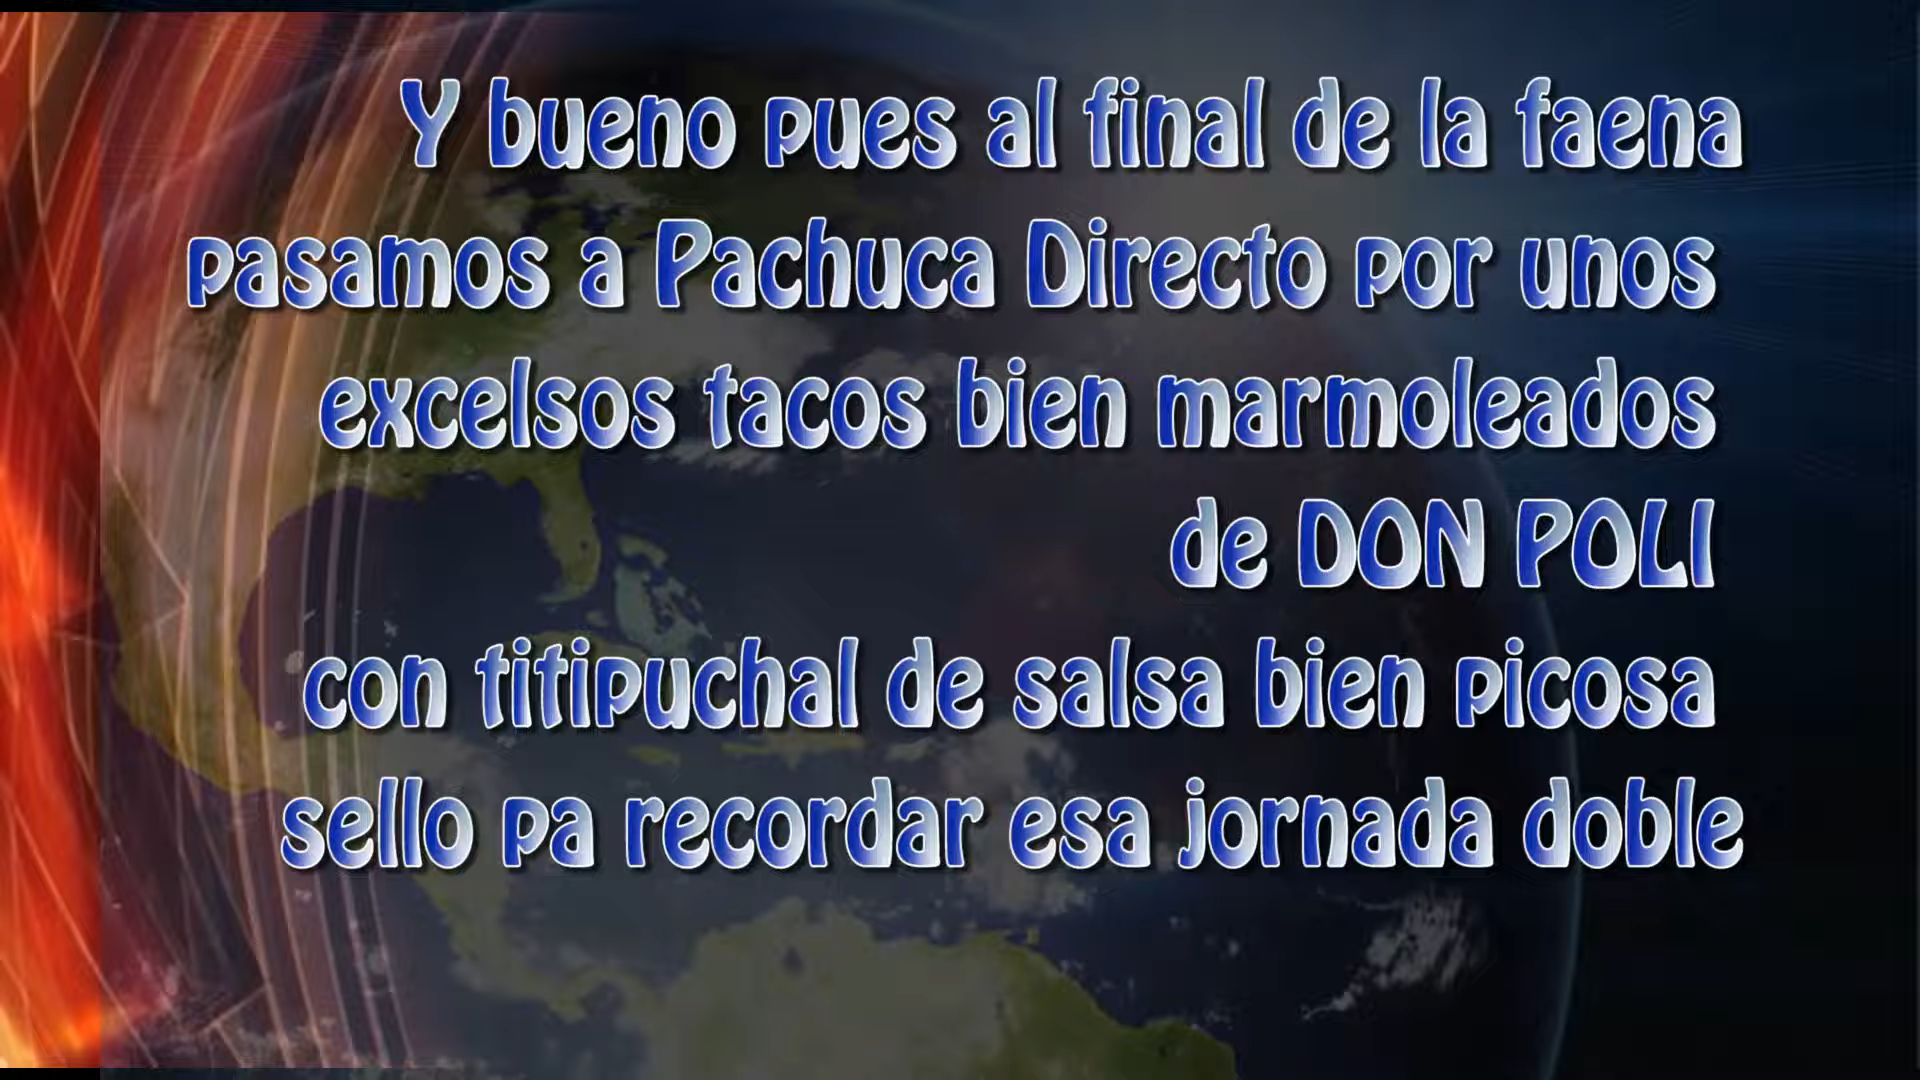 Y bueno pues al final de la faena
pasamos a Pachuca Directo por unos
excelsos tacos bien marmoleados
de DON POLI
con titipuchal de salsa bien picosa
sello pa recordar esa jornada doble